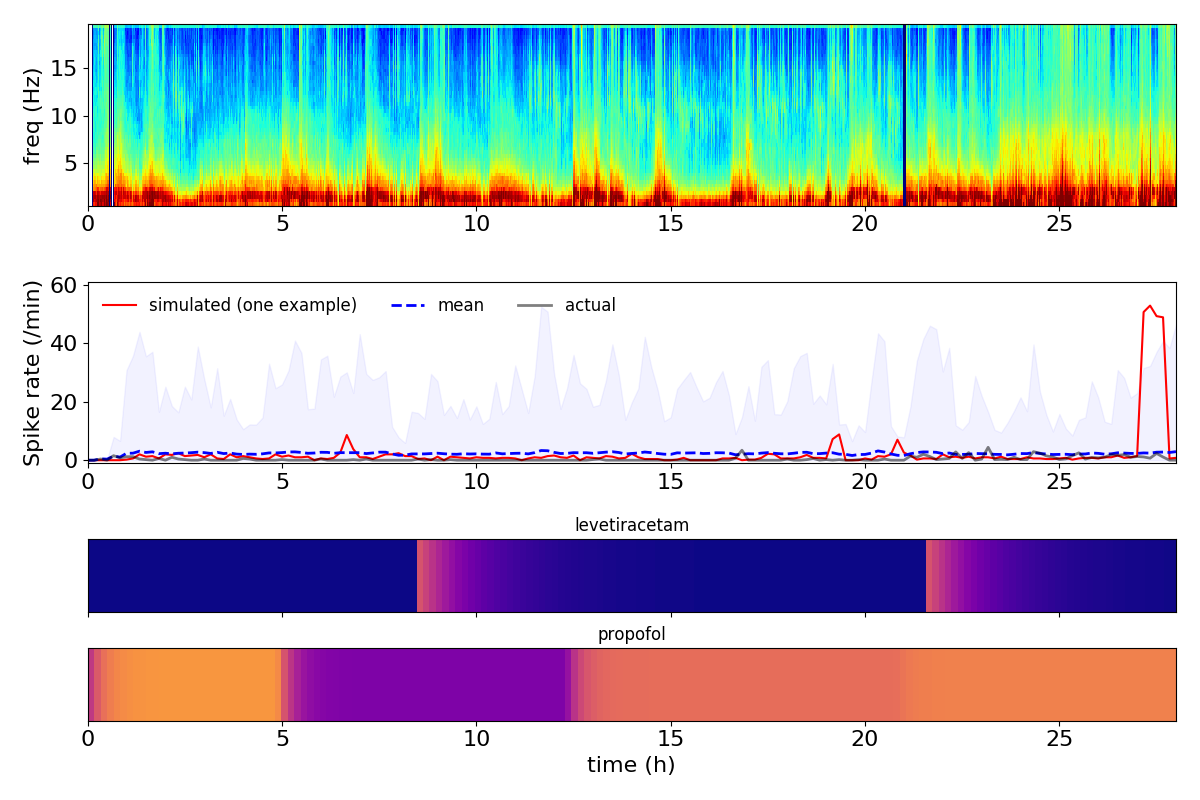 freq (Hz)
15
10
5
0 5 10 15 20 25
Spike rate (/min)
60
40
20
0
simulated (one example) mean actual
0 5 10 15 20 25
levetiracetam
propofol
0 5 10 15 20 25
time (h)